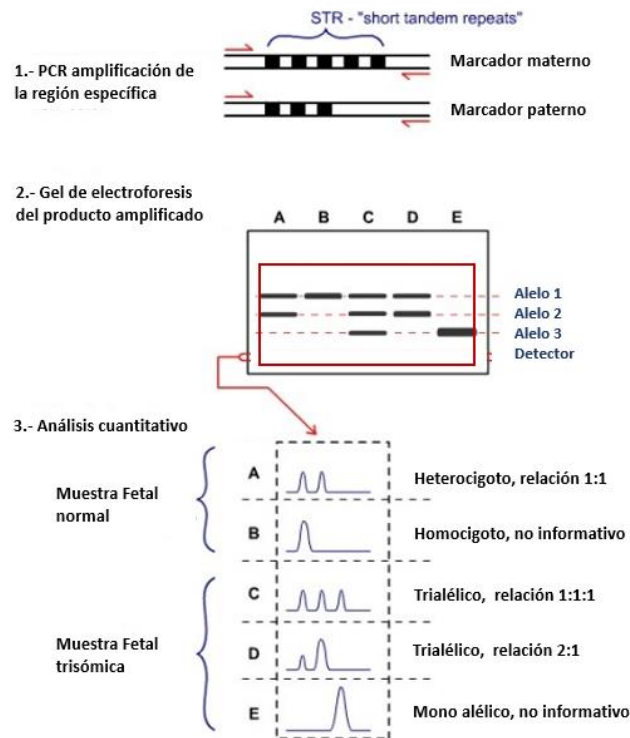 STR - "short tandem repeats"
1.- PCR amplificación de
la región específica
Marcador materno
Marcador paterno
2.- Gel de electroforesis
del producto amplificado
A B C D E
Alelo 1
Alelo 2
Alelo 3
Detector
3.- Análisis cuantitativo
Muestra Fetal
normal
A
Heterocigoto, relación 1:1
B
Homocigoto, no informativo
Muestra Fetal
trisómica
C
Trialélico, relación 1:1:1
D
Trialélico, relación 2:1
E
Mono alélico, no informativo